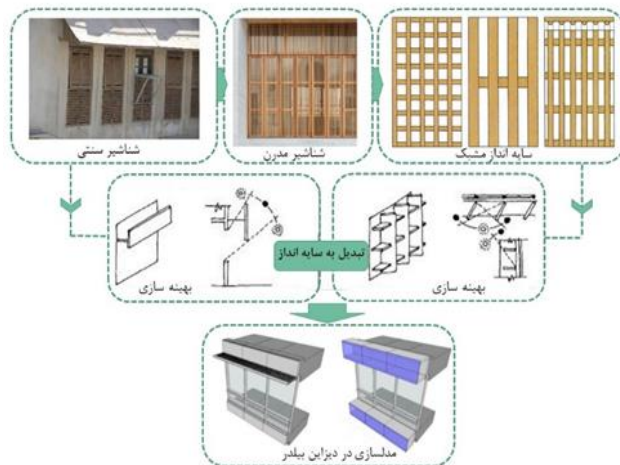 شناشیر سنتی
شناشیر مدرن
سایه انداز مشبک
بهینه سازی
تبدیل به سایه انداز
بهینه سازی
مدلسازی در دیزاین بیلدر